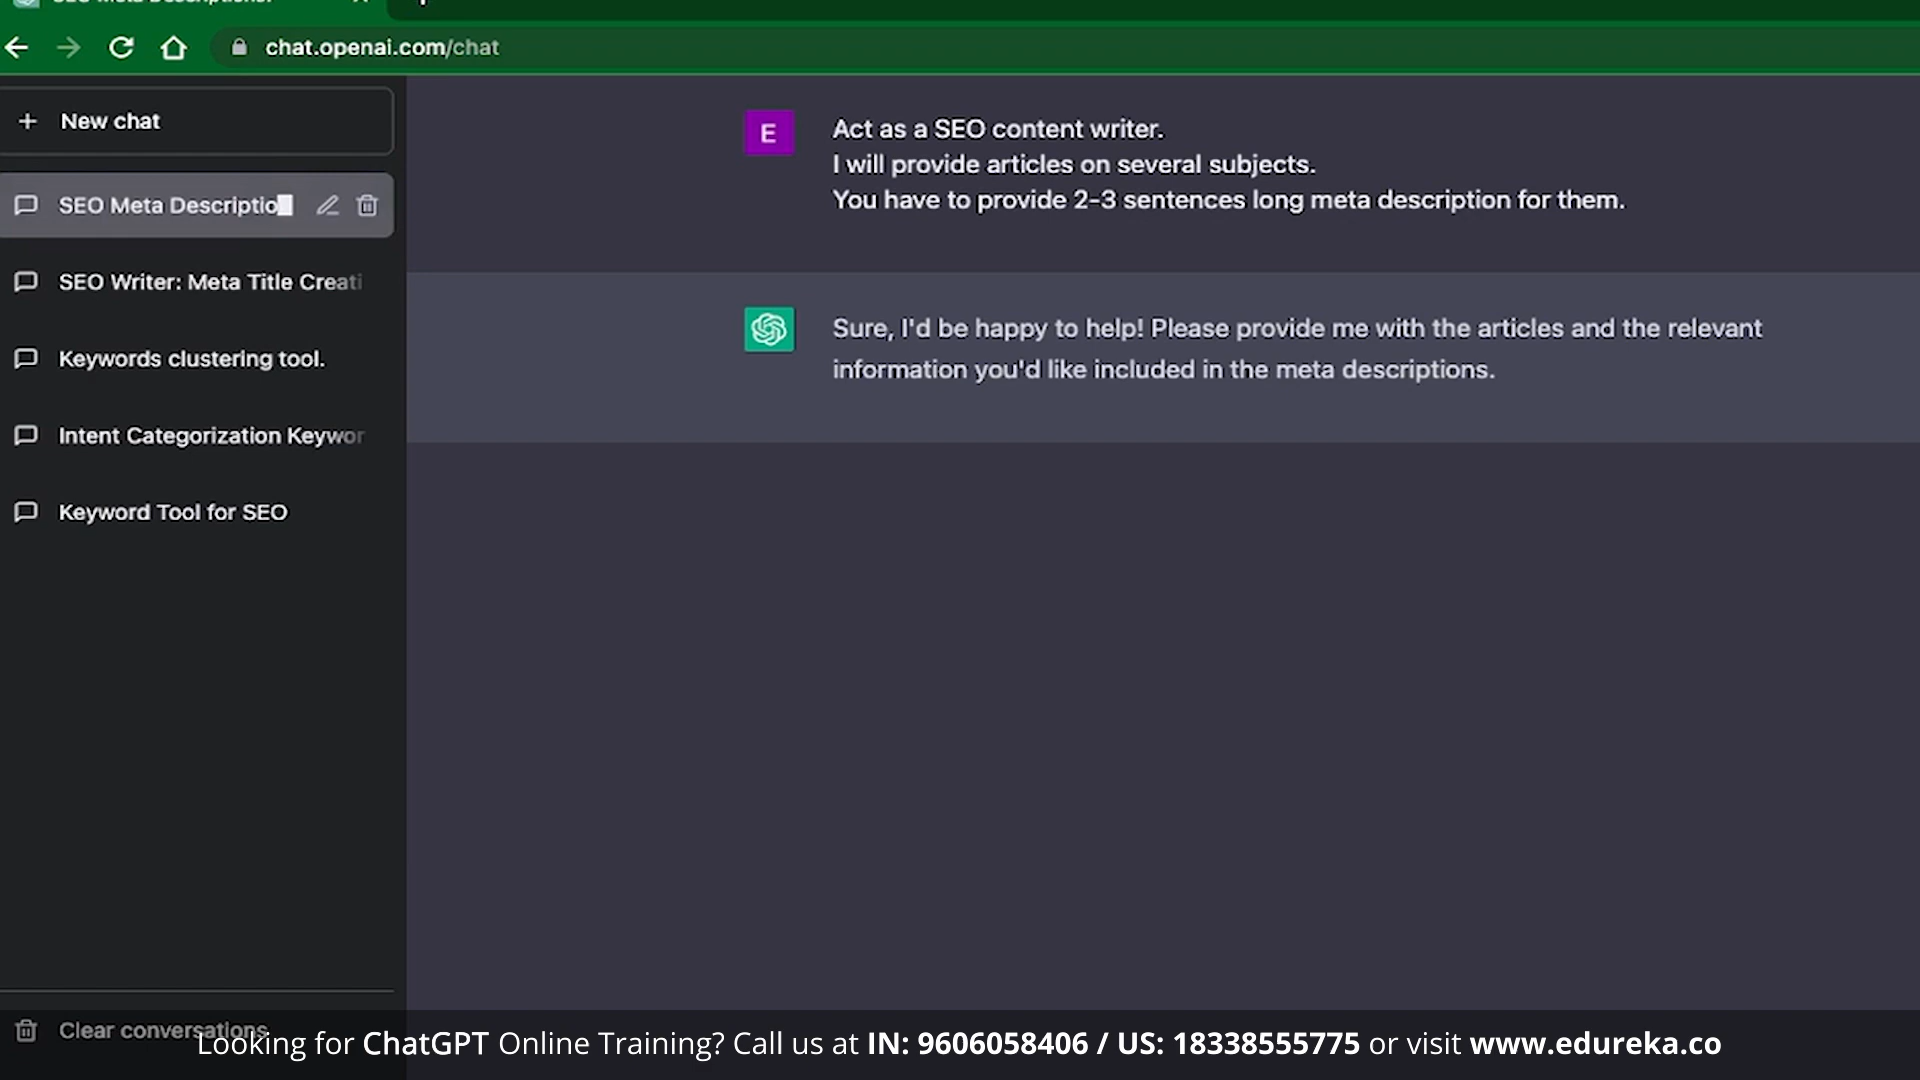 chat.openai.com/chat
New chat
SEO Meta Descriptio
SEO Writer: Meta Title Creati
Keywords clustering tool.
Intent Categorization Keywor
Keyword Tool for SEO
Clear conversations
E
Act as a SEO content writer.
I will provide articles on several subjects.
You have to provide 2-3 sentences long meta description for them.
Sure, I'd be happy to help! Please provide me with the articles and the relevant
information you'd like included in the meta descriptions.
Looking for ChatGPT Online Training? Call us at IN: 9606058406 / US: 18338555775 or visit www.edureka.co